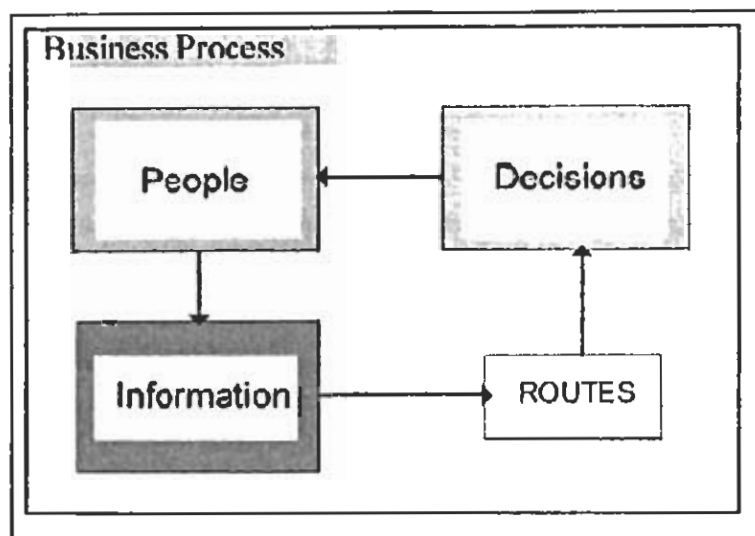 Business Process
People
Decisions
Information
ROUTES